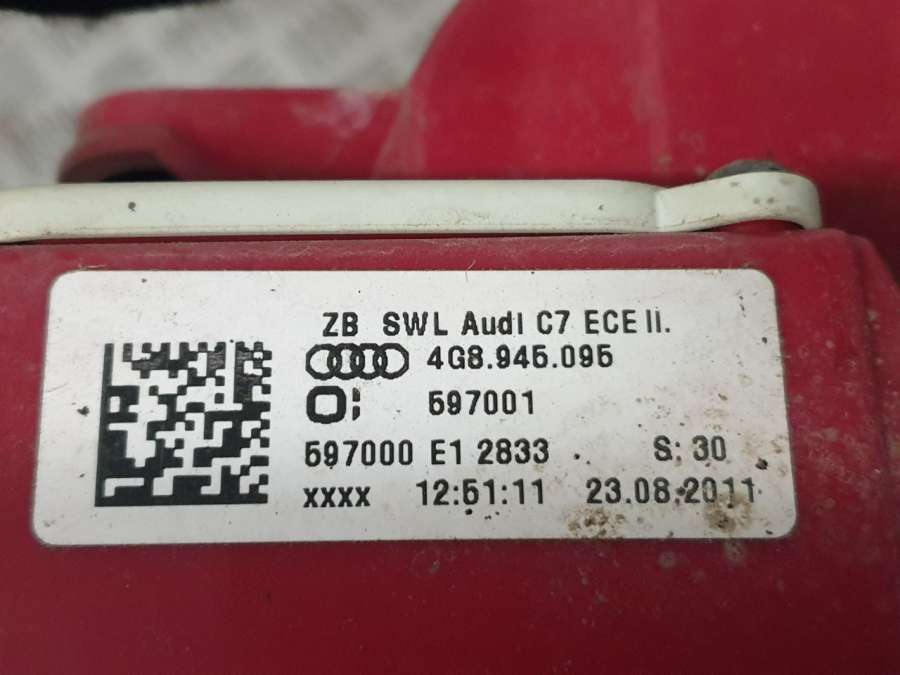 ZB SWL Audi C7 ECE li.
4G8.945.095
597001
597000 E1 2833 S: 30
xxxx 12:51:11 23.08.2011